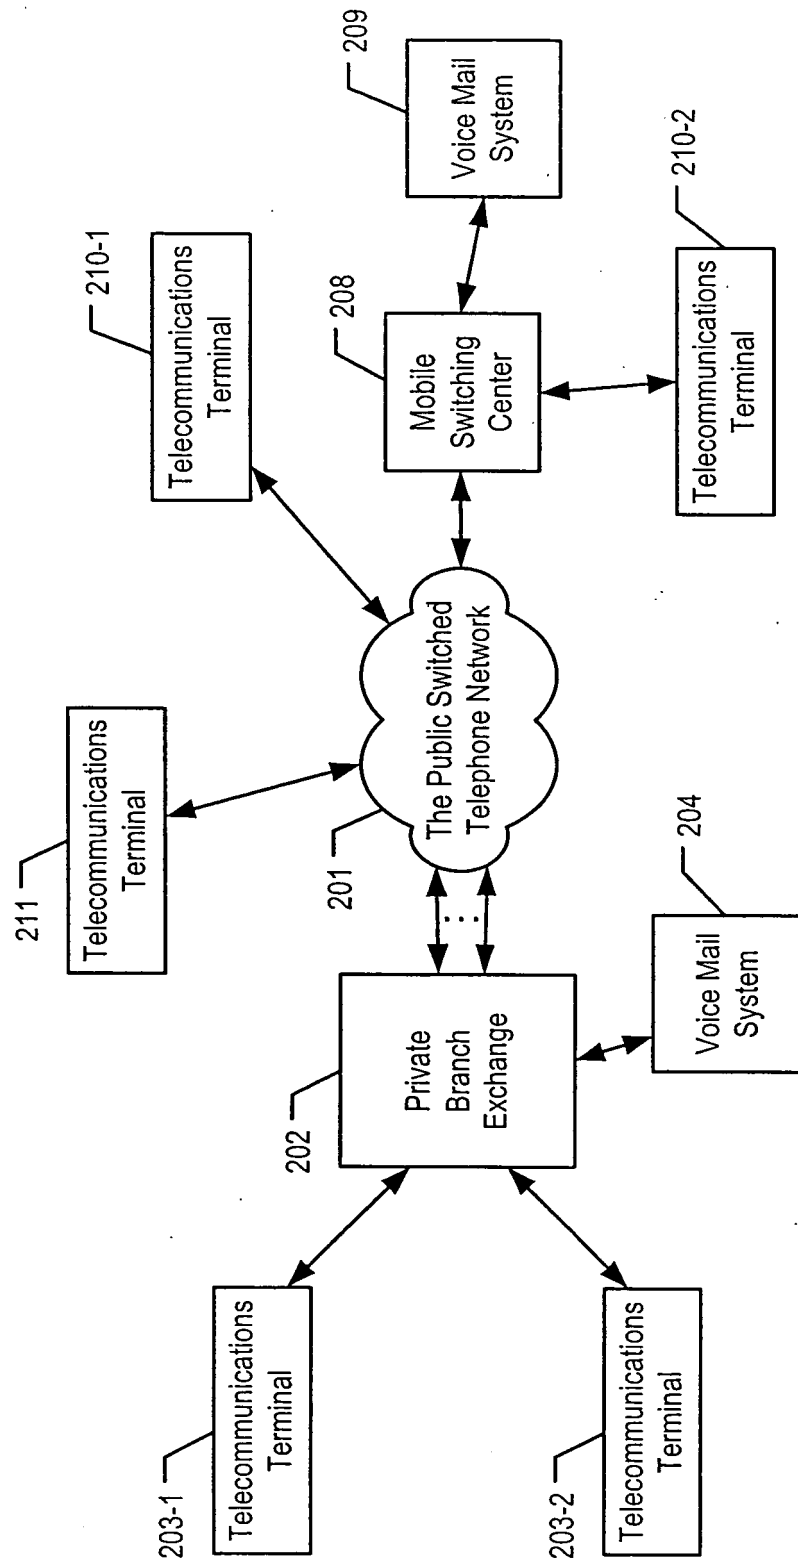 211
Telecommunications
Terminal
210-1
Telecommunications
Terminal
203-1
Telecommunications
Terminal
202
Private
Branch
Exchange
201
The Public Switched
Telephone Network
208
Mobile
Switching
Center
209
Voice Mail
System
203-2
Telecommunications
Terminal
204
Voice Mail
System
210-2
Telecommunications
Terminal
. . .